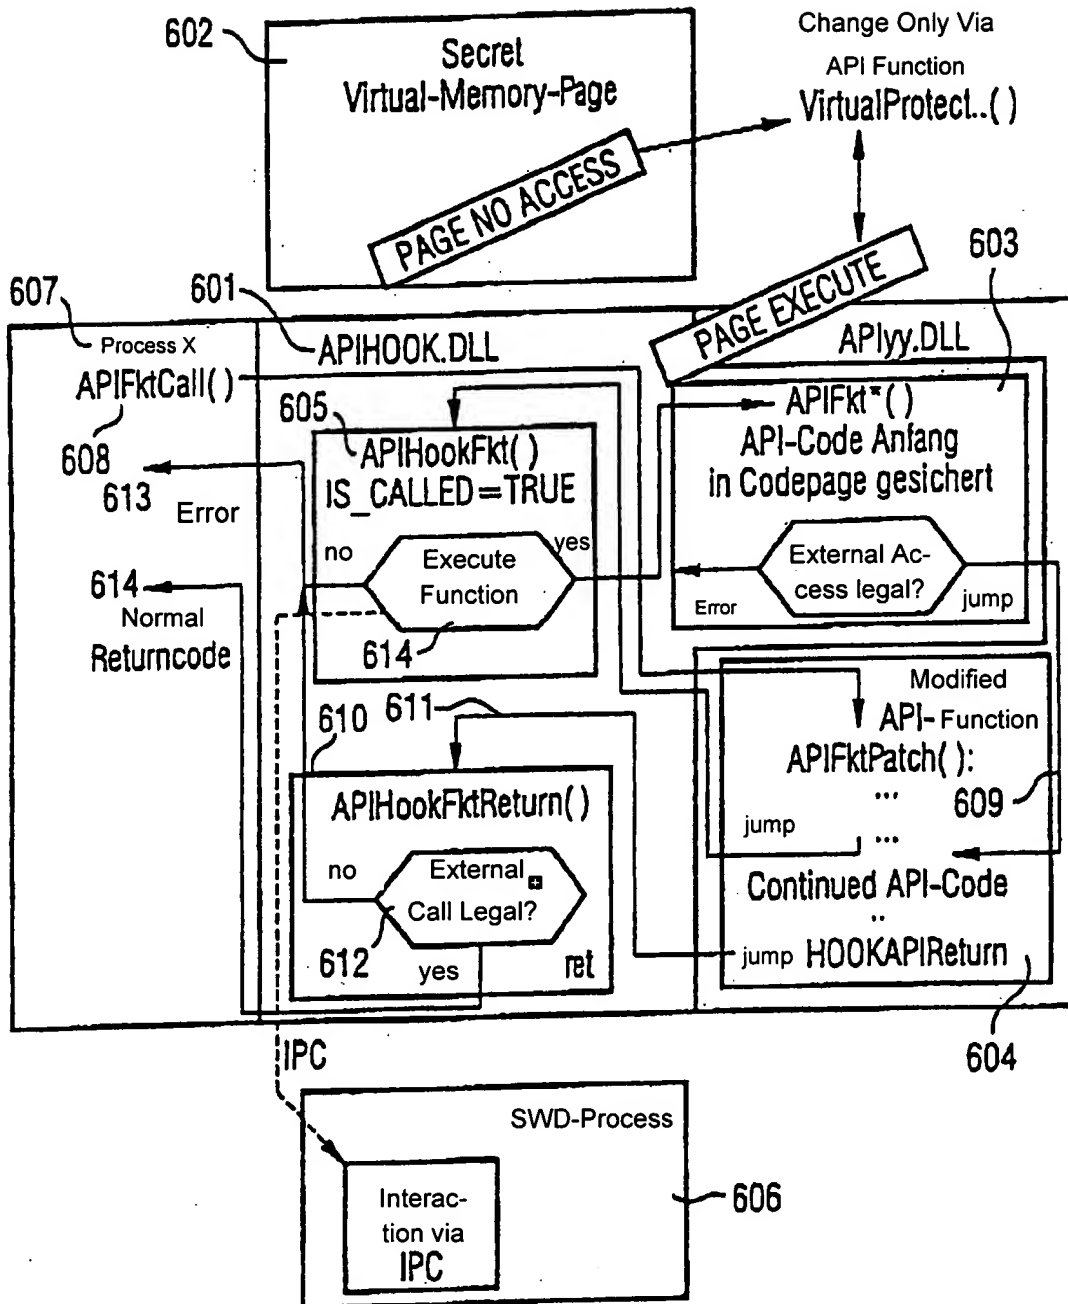 602
Secret
Virtual-Memory-Page
PAGE NO ACCESS
Change Only Via
API Function
VirtualProtect..()
607
601
PAGE EXECUTE
603
Process X
APIFktCall()
608
613
Error
614
Normal
Returncode
APIHOOK.DLL
605
APIHookFkt()
IS_CALLED=TRUE
no
yes
Execute
Function
614
APIyy.DLL
APIFkt*()
API-Code Anfang
in Codepage gesichert
External Ac-
cess legal?
Error
jump
610
611
APIHookFktReturn()
no
External
Call Legal?
612
yes
ret
Modified
API-Function
APIFktPatch():
...
609
jump
...
Continued API-Code
..
jump HOOKAPIReturn
604
IPC
SWD-Process
Interac-
tion via
IPC
606